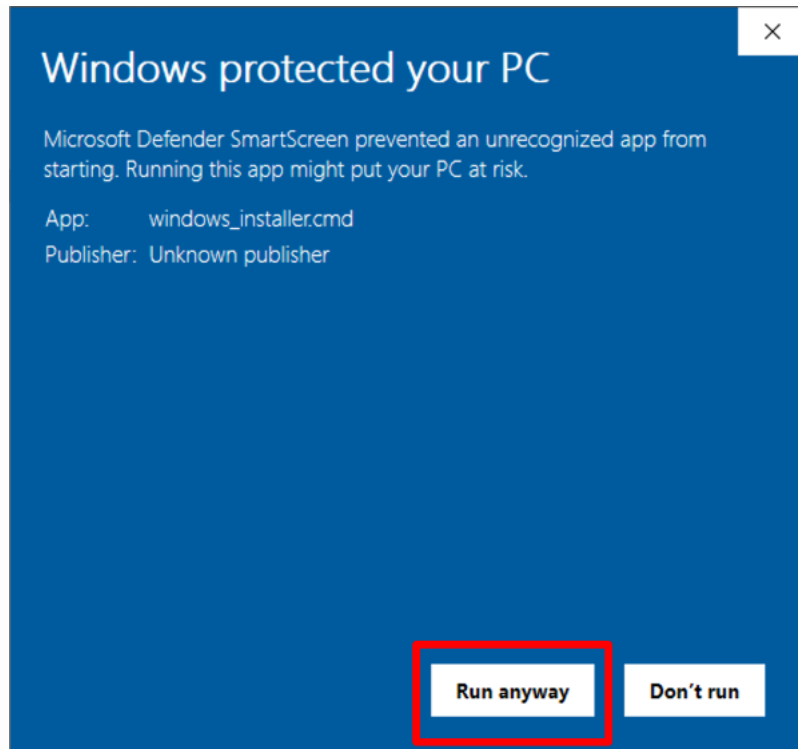 Windows protected your PC
Microsoft Defender SmartScreen prevented an unrecognized app from
starting. Running this app might put your PC at risk.
App: windows_installer.cmd
Publisher: Unknown publisher
Run anyway Don’t run